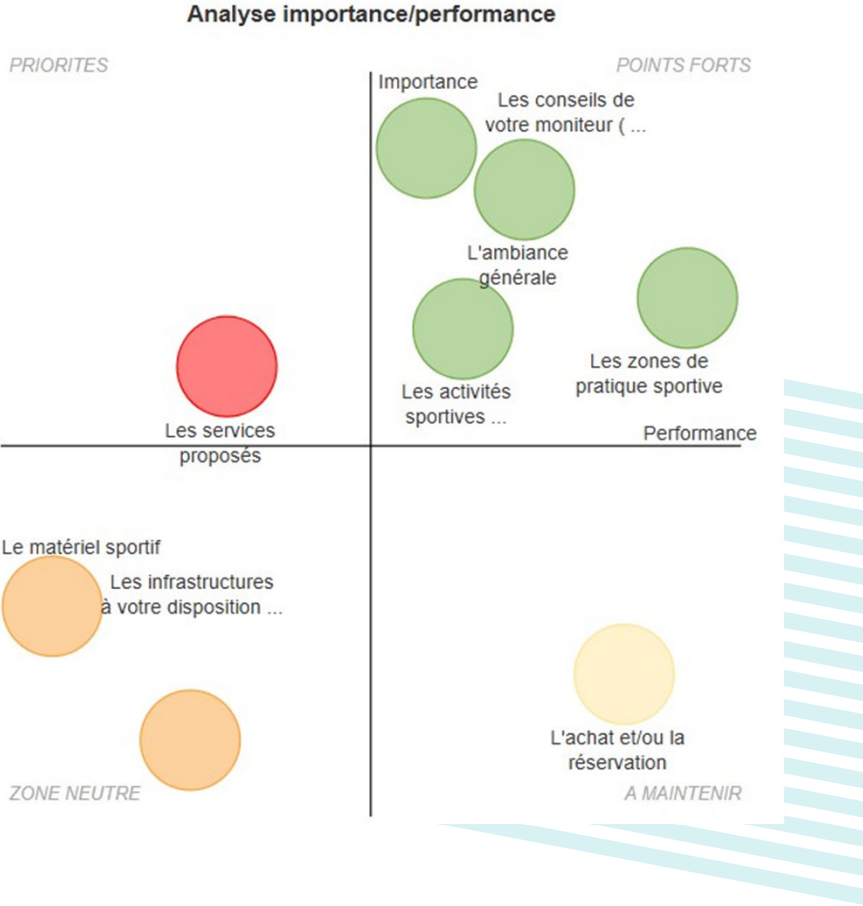 Analyse importance/performance
PRIORITES
POINTS FORTS
Importance
Les conseils de
votre moniteur ( ...
L'ambiance
générale
Les zones de
pratique sportive
Les activités
sportives ...
Les services
proposés
Performance
Le matériel sportif
Les infrastructures
à votre disposition ...
L'achat et/ou la
réservation
ZONE NEUTRE
A MAINTENIR